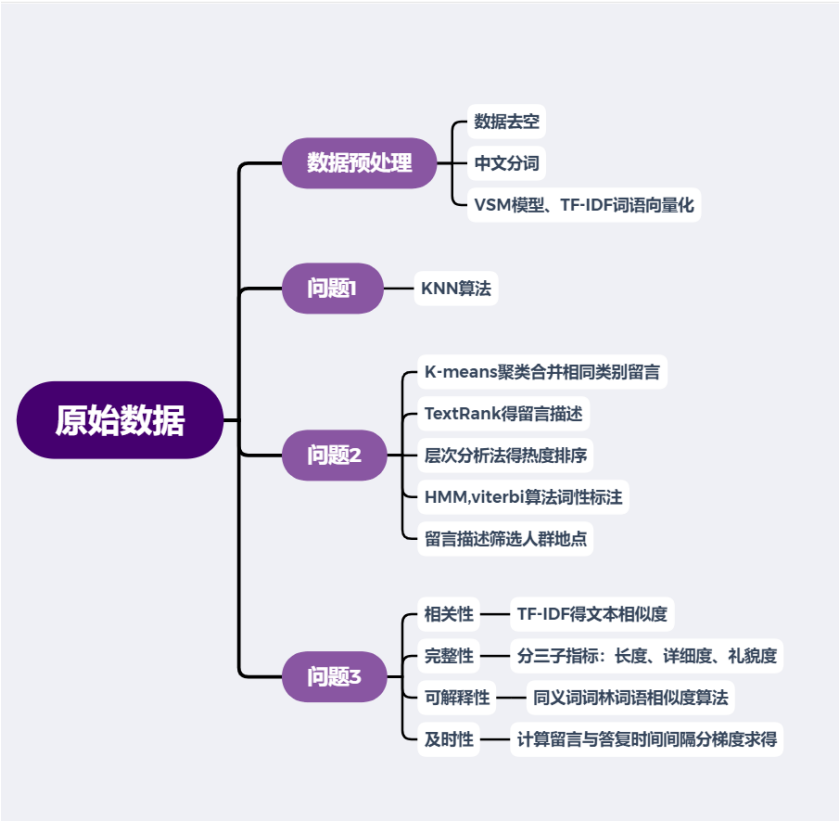 原始数据
数据预处理
数据去空
中文分词
VSM模型、TF-IDF词语向量化
问题1
KNN算法
问题2
K-means聚类合并相同类别留言
TextRank得留言描述
层次分析法得热度排序
HMM,viterbi算法词性标注
留言描述筛选人群地点
问题3
相关性
TF-IDF得文本相似度
完整性
分三子指标：长度、详细度、礼貌度
可解释性
同义词词林词语相似度算法
及时性
计算留言与答复时间间隔分梯度求得